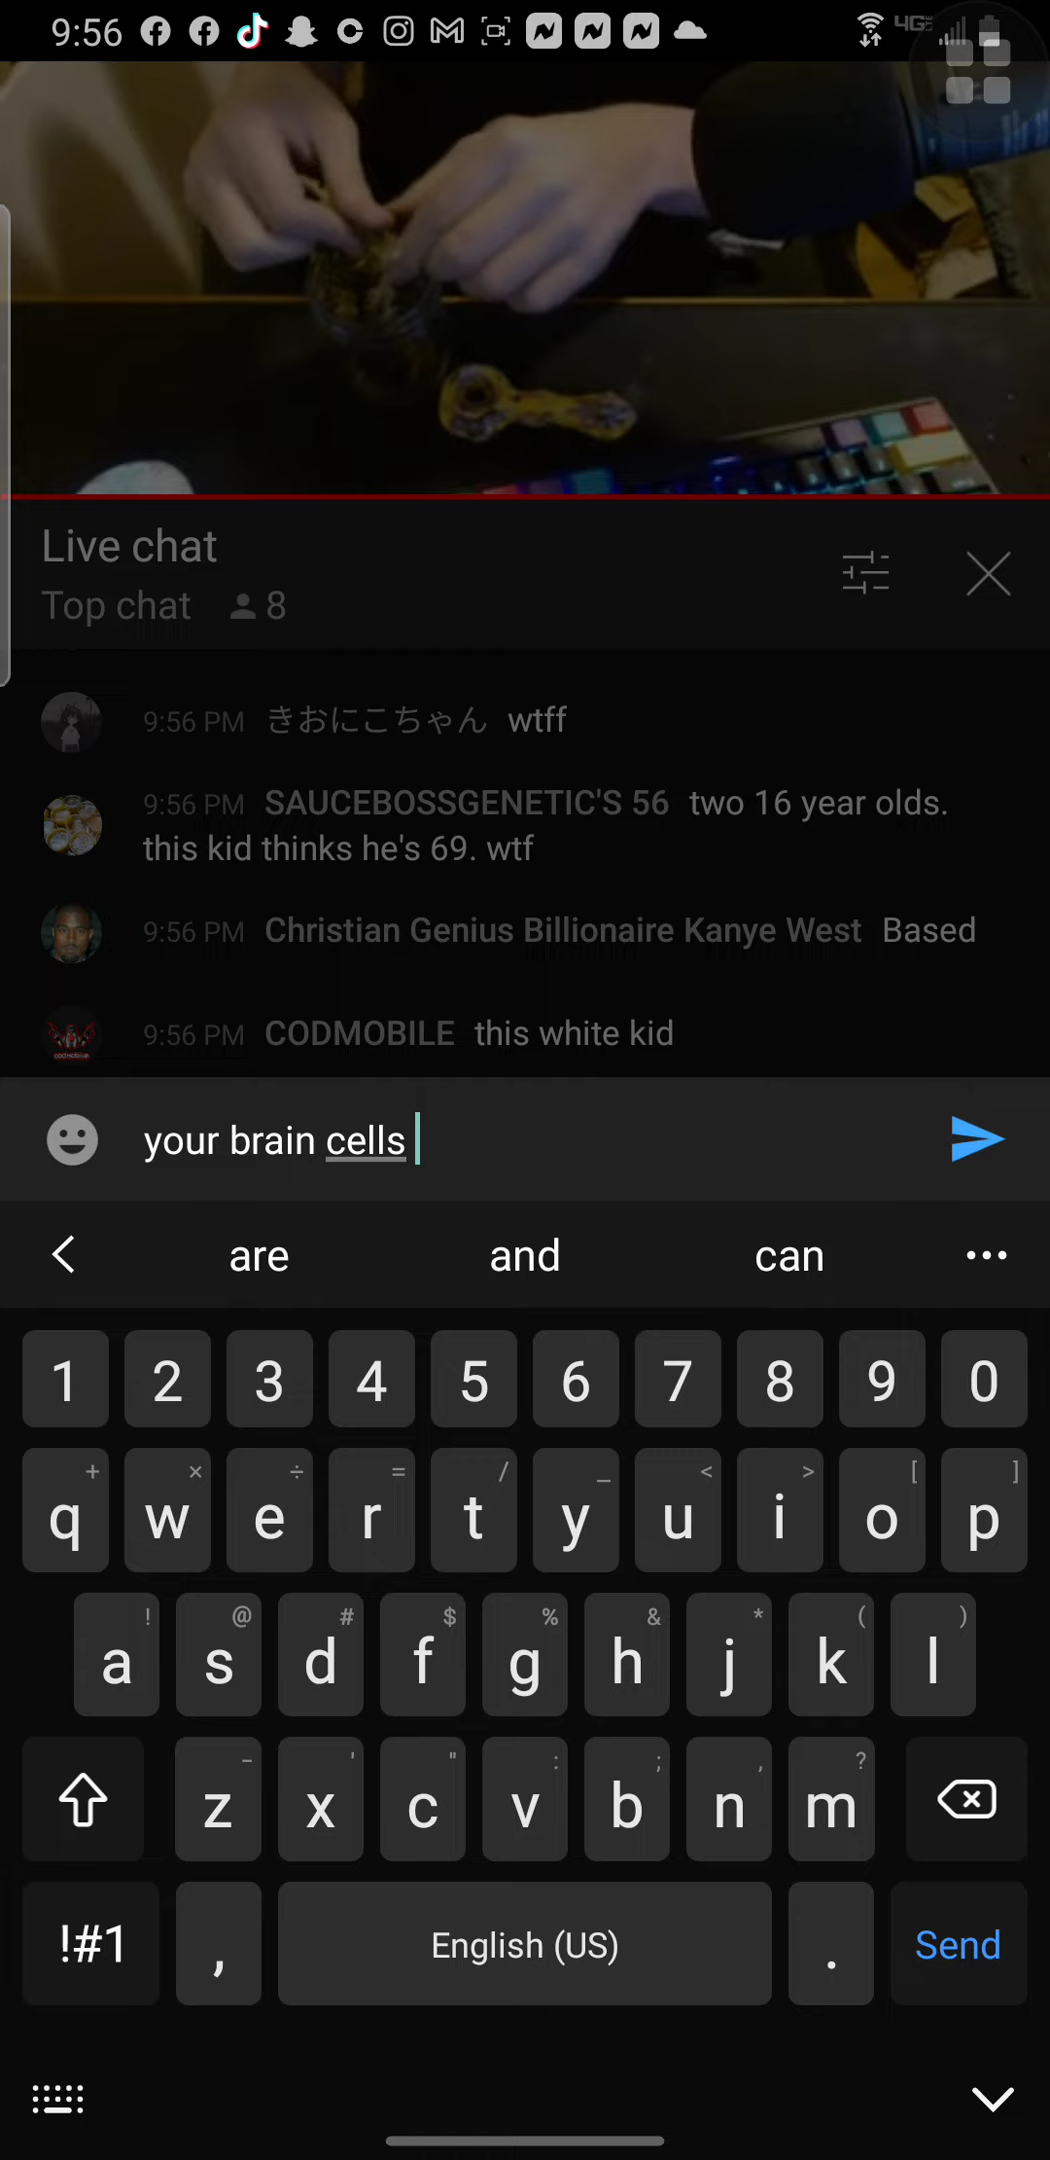 9:56 4G LTE
Live chat
Top chat 8
9:56 PM きおにこちゃん wtff
9:56 PM SAUCEBOSSGENETIC'S 56 two 16 year olds.
this kid thinks he's 69. wtf
9:56 PM Christian Genius Billionaire Kanye West Based
9:56 PM CODMOBILE this white kid
your brain cells
are and can ...
1 2 3 4 5 6 7 8 9 0
+ × ÷ = / _ < > [ ]
q w e r t y u i o p
! @ # $ % & * ( )
a s d f g h j k l
- ' " : ; , ?
z x c v b n m
!#1 , English (US) . Send